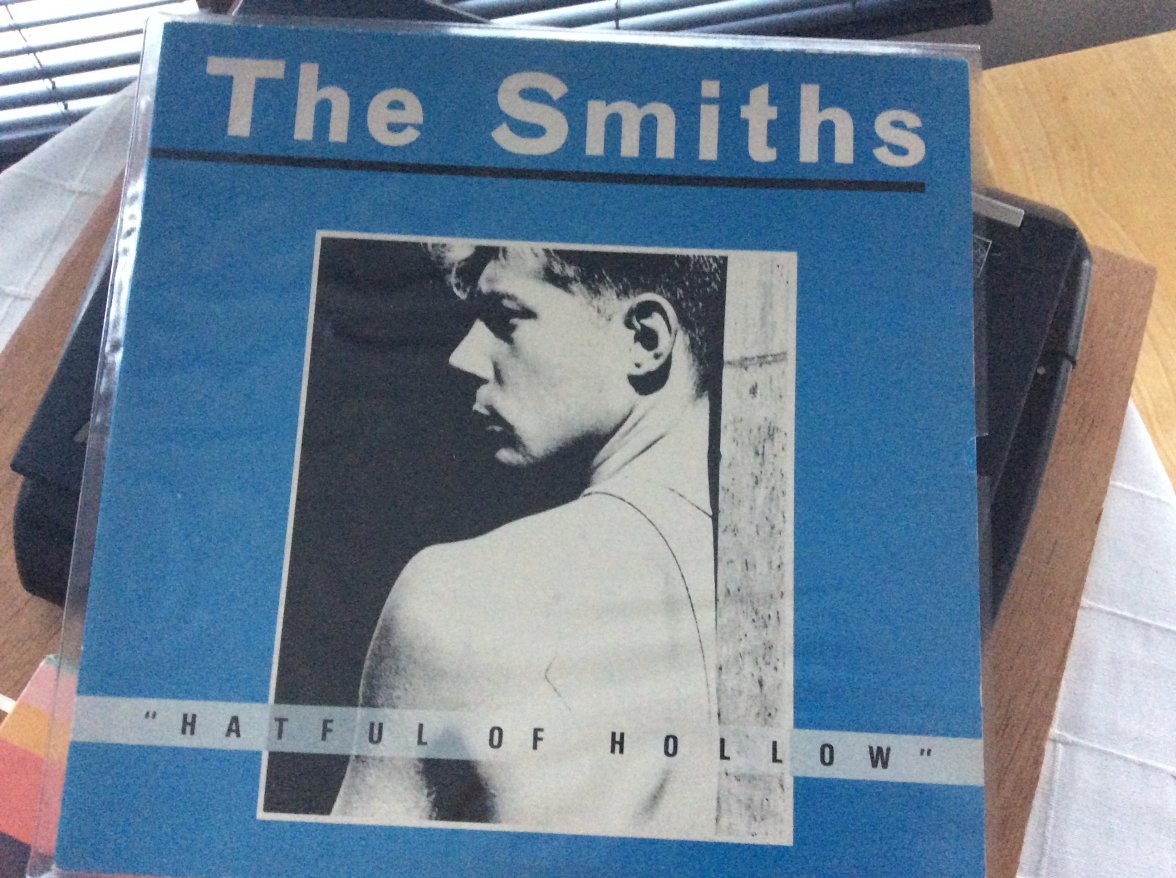 The Smiths
"HATFUL OF HOLLOW"